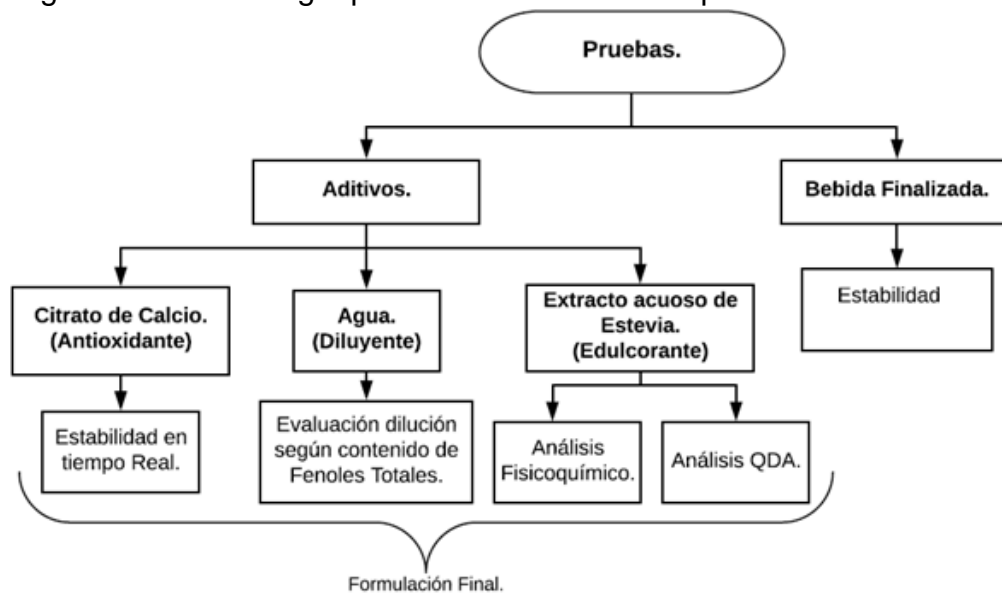 Pruebas.
Aditivos.
Bebida Finalizada.
Citrato de Calcio.
(Antioxidante)
Agua.
(Diluyente)
Extracto acuoso de
Estevia.
(Edulcorante)
Estabilidad
Estabilidad en
tiempo Real.
Evaluación dilución
según contenido de
Fenoles Totales.
Análisis
Fisicoquímico.
Análisis QDA.
Formulación Final.